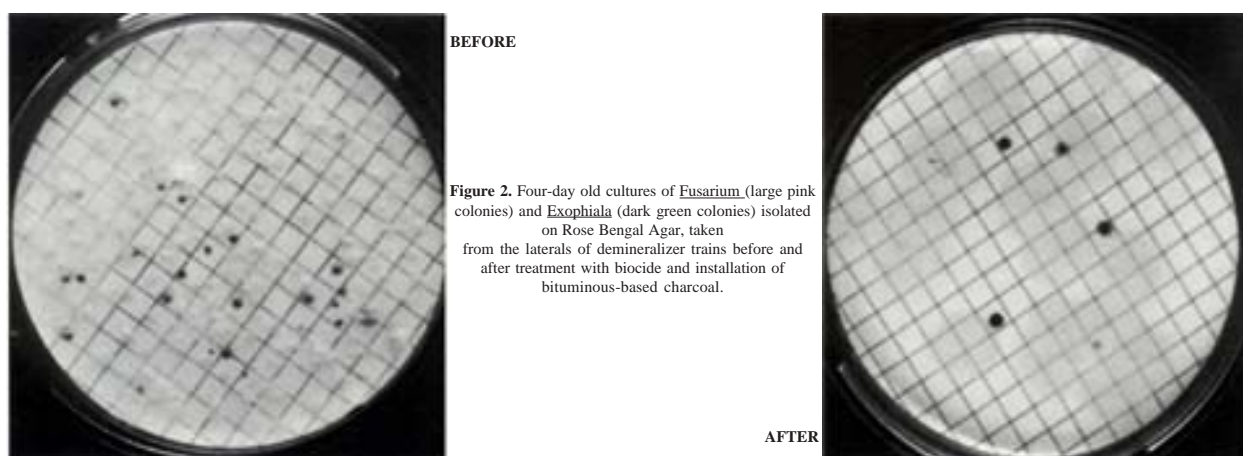 BEFORE
Figure 2. Four-day old cultures of Fusarium (large pink
colonies) and Exophiala (dark green colonies) isolated
on Rose Bengal Agar, taken
from the laterals of demineralizer trains before and
after treatment with biocide and installation of
bituminous-based charcoal.
AFTER